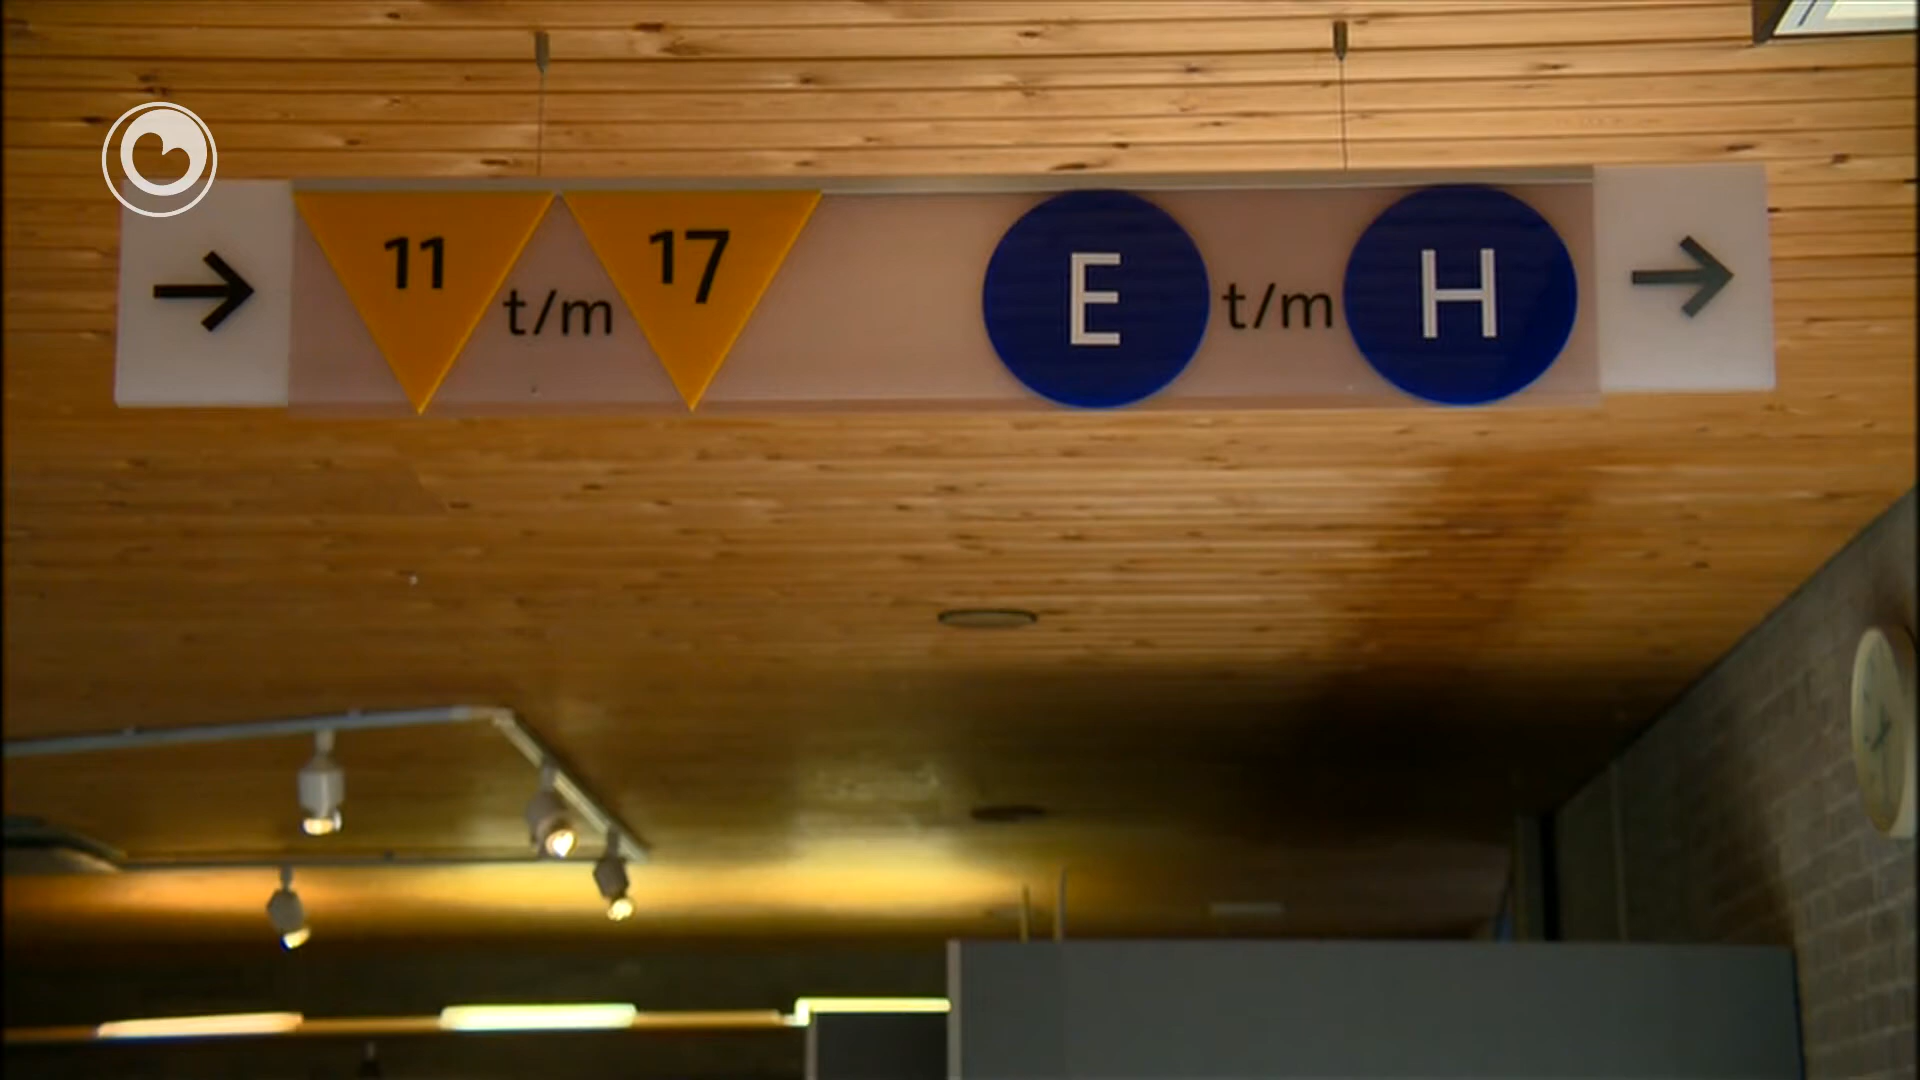 → 11 t/m 17 E t/m H →